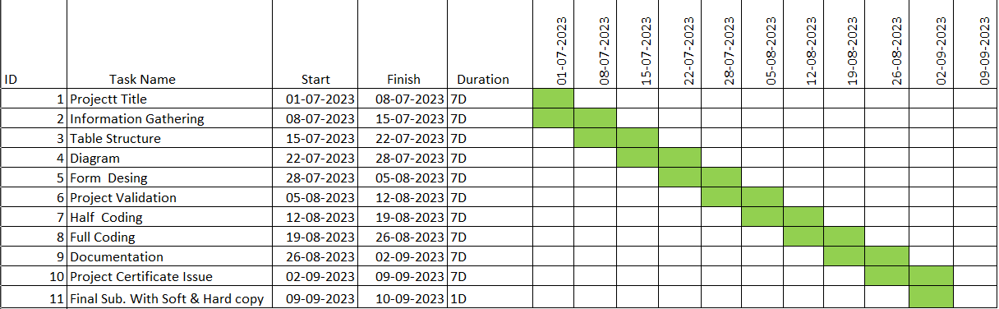 ID Task Name Start Finish Duration 01-07-2023 08-07-2023 15-07-2023 22-07-2023 28-07-2023 05-08-2023 12-08-2023 19-08-2023 26-08-2023 02-09-2023 09-09-2023
1 Projectt Title 01-07-2023 08-07-2023 7D
2 Information Gathering 08-07-2023 15-07-2023 7D
3 Table Structure 15-07-2023 22-07-2023 7D
4 Diagram 22-07-2023 28-07-2023 7D
5 Form Desing 28-07-2023 05-08-2023 7D
6 Project Validation 05-08-2023 12-08-2023 7D
7 Half Coding 12-08-2023 19-08-2023 7D
8 Full Coding 19-08-2023 26-08-2023 7D
9 Documentation 26-08-2023 02-09-2023 7D
10 Project Certificate Issue 02-09-2023 09-09-2023 7D
11 Final Sub. With Soft & Hard copy 09-09-2023 10-09-2023 1D